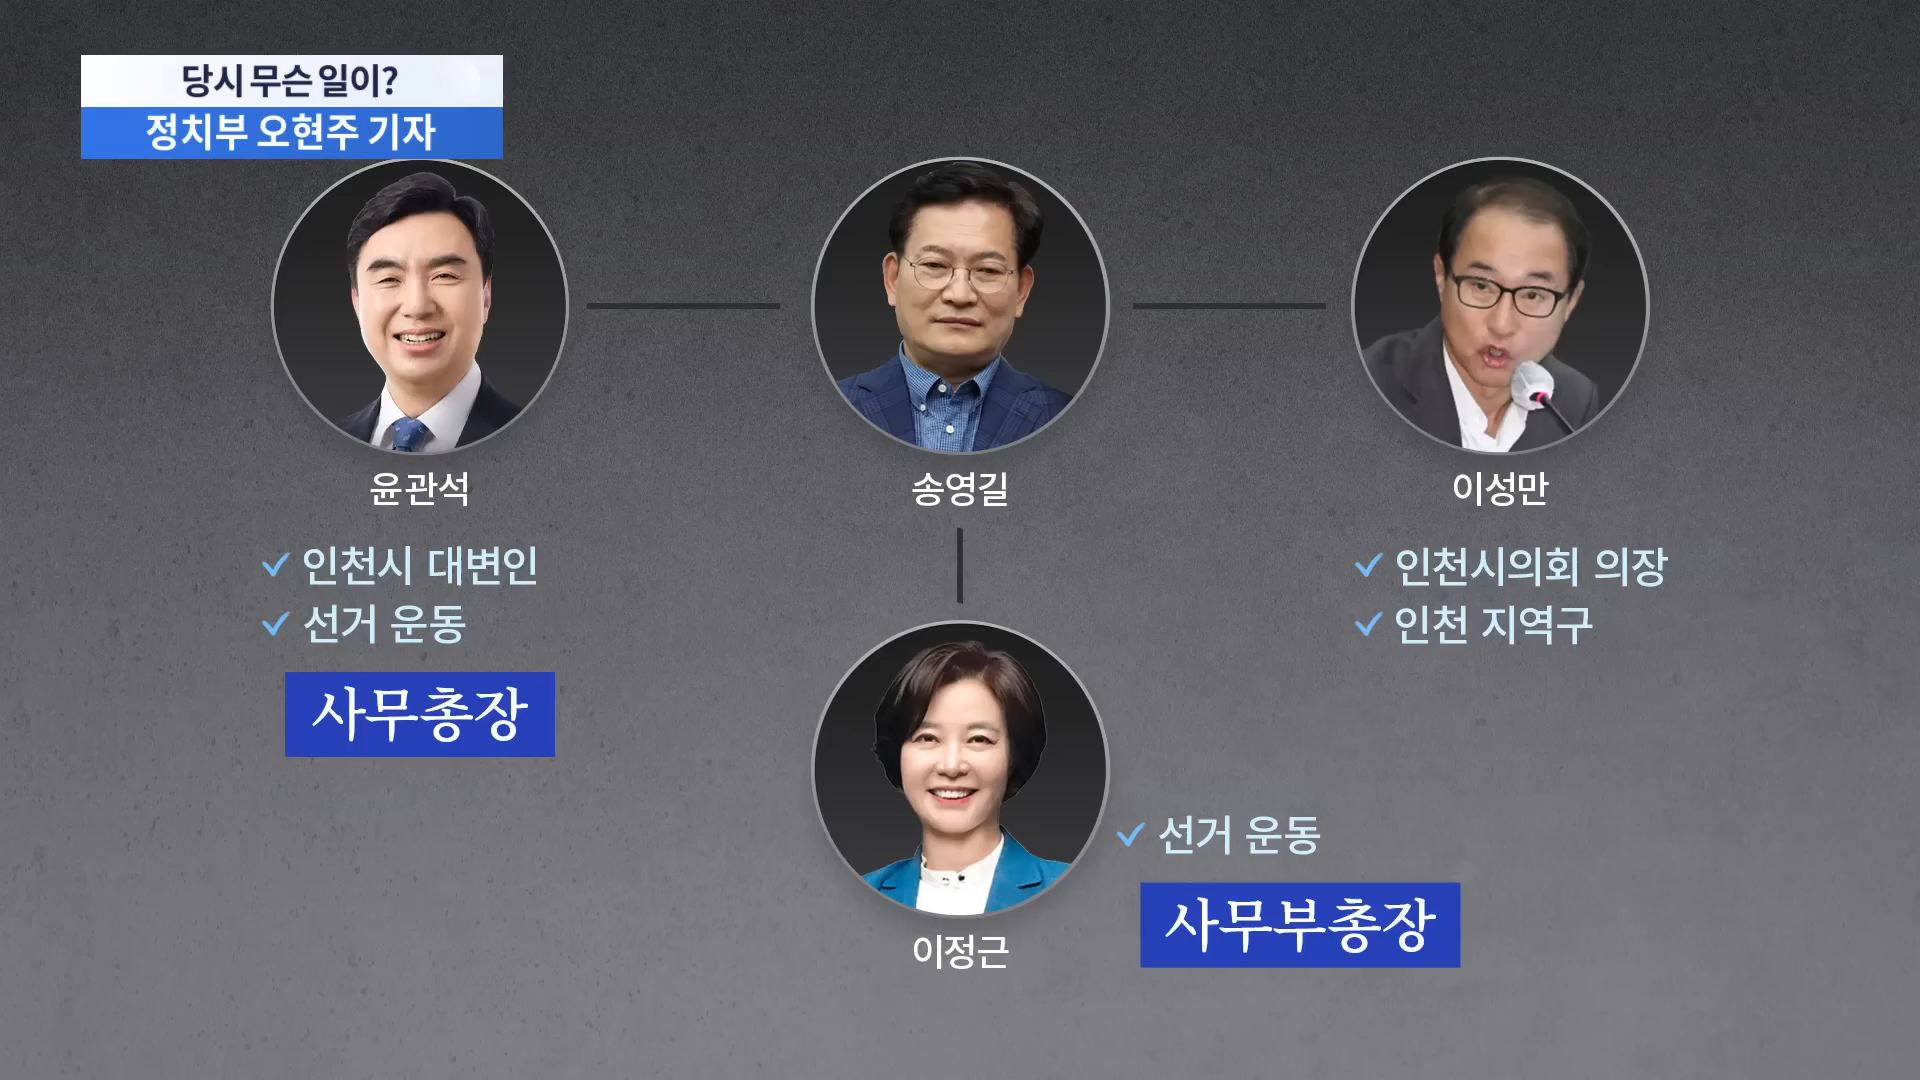 당시 무슨 일이?
정치부 오현주 기자
윤관석
송영길
이성만
인천시 대변인
선거 운동
사무총장
인천시의회 의장
인천 지역구
이정근
선거 운동
사무부총장